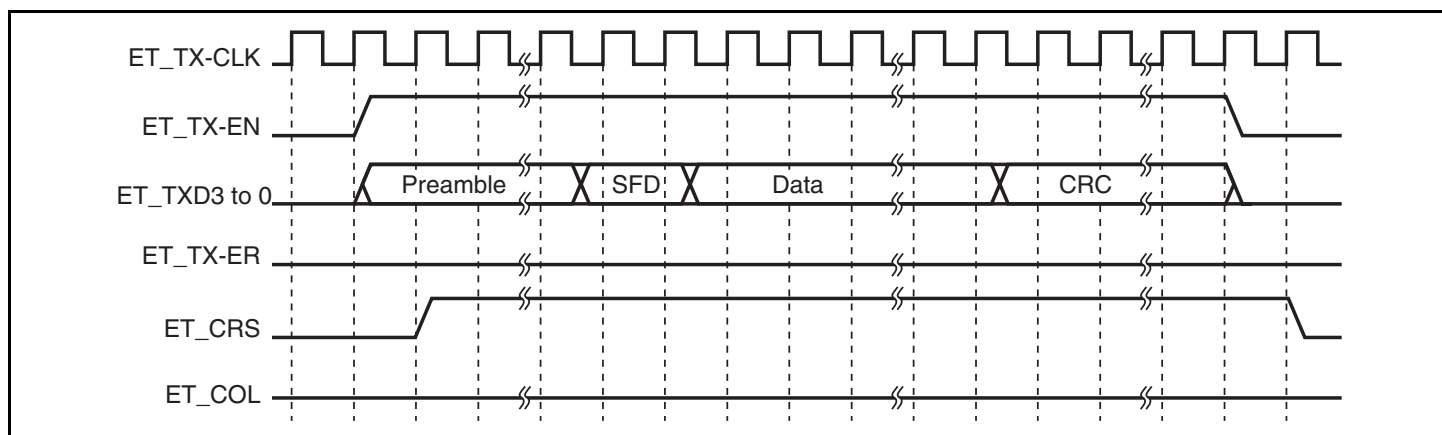 ET_TX-CLK
ET_TX-EN
ET_TXD3 to 0
Preamble
SFD
Data
CRC
ET_TX-ER
ET_CRS
ET_COL